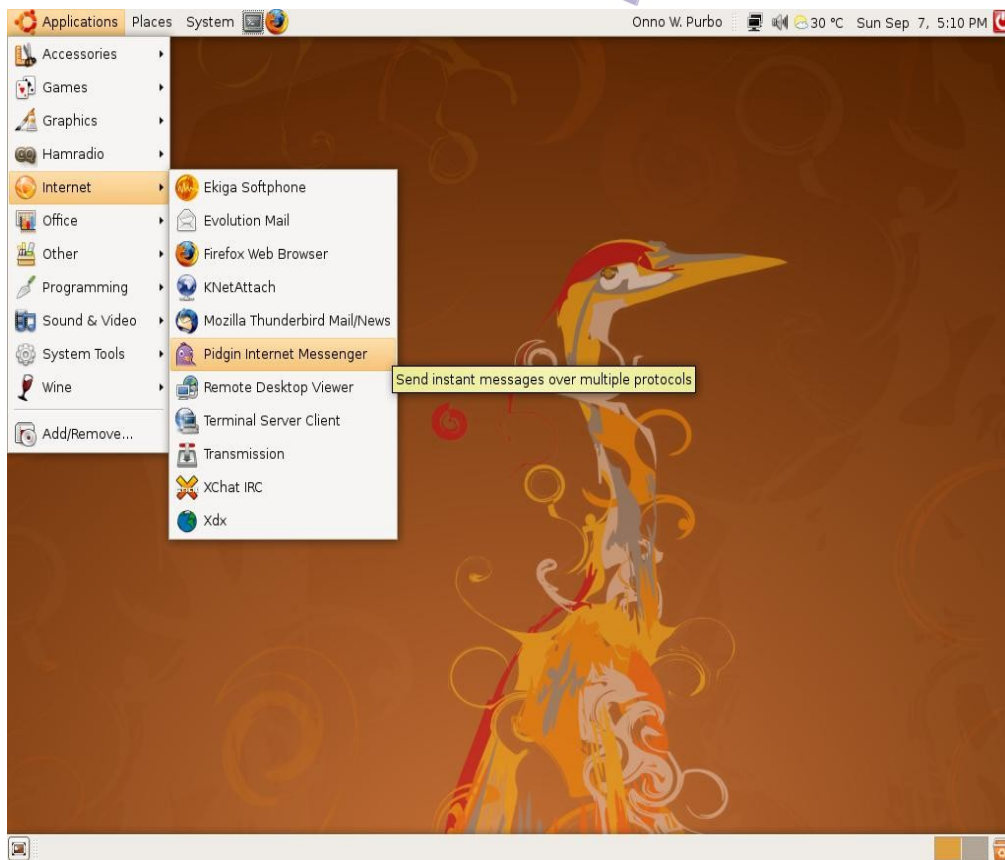 Applications Places System Onno W. Purbo 30 °C Sun Sep 7, 5:10 PM
Accessories
Games
Graphics
Hamradio
Internet
Office
Other
Programming
Sound & Video
System Tools
Wine
Add/Remove...
Ekiga Softphone
Evolution Mail
Firefox Web Browser
KNetAttach
Mozilla Thunderbird Mail/News
Pidgin Internet Messenger
Remote Desktop Viewer
Terminal Server Client
Transmission
XChat IRC
Xdx
Send instant messages over multiple protocols